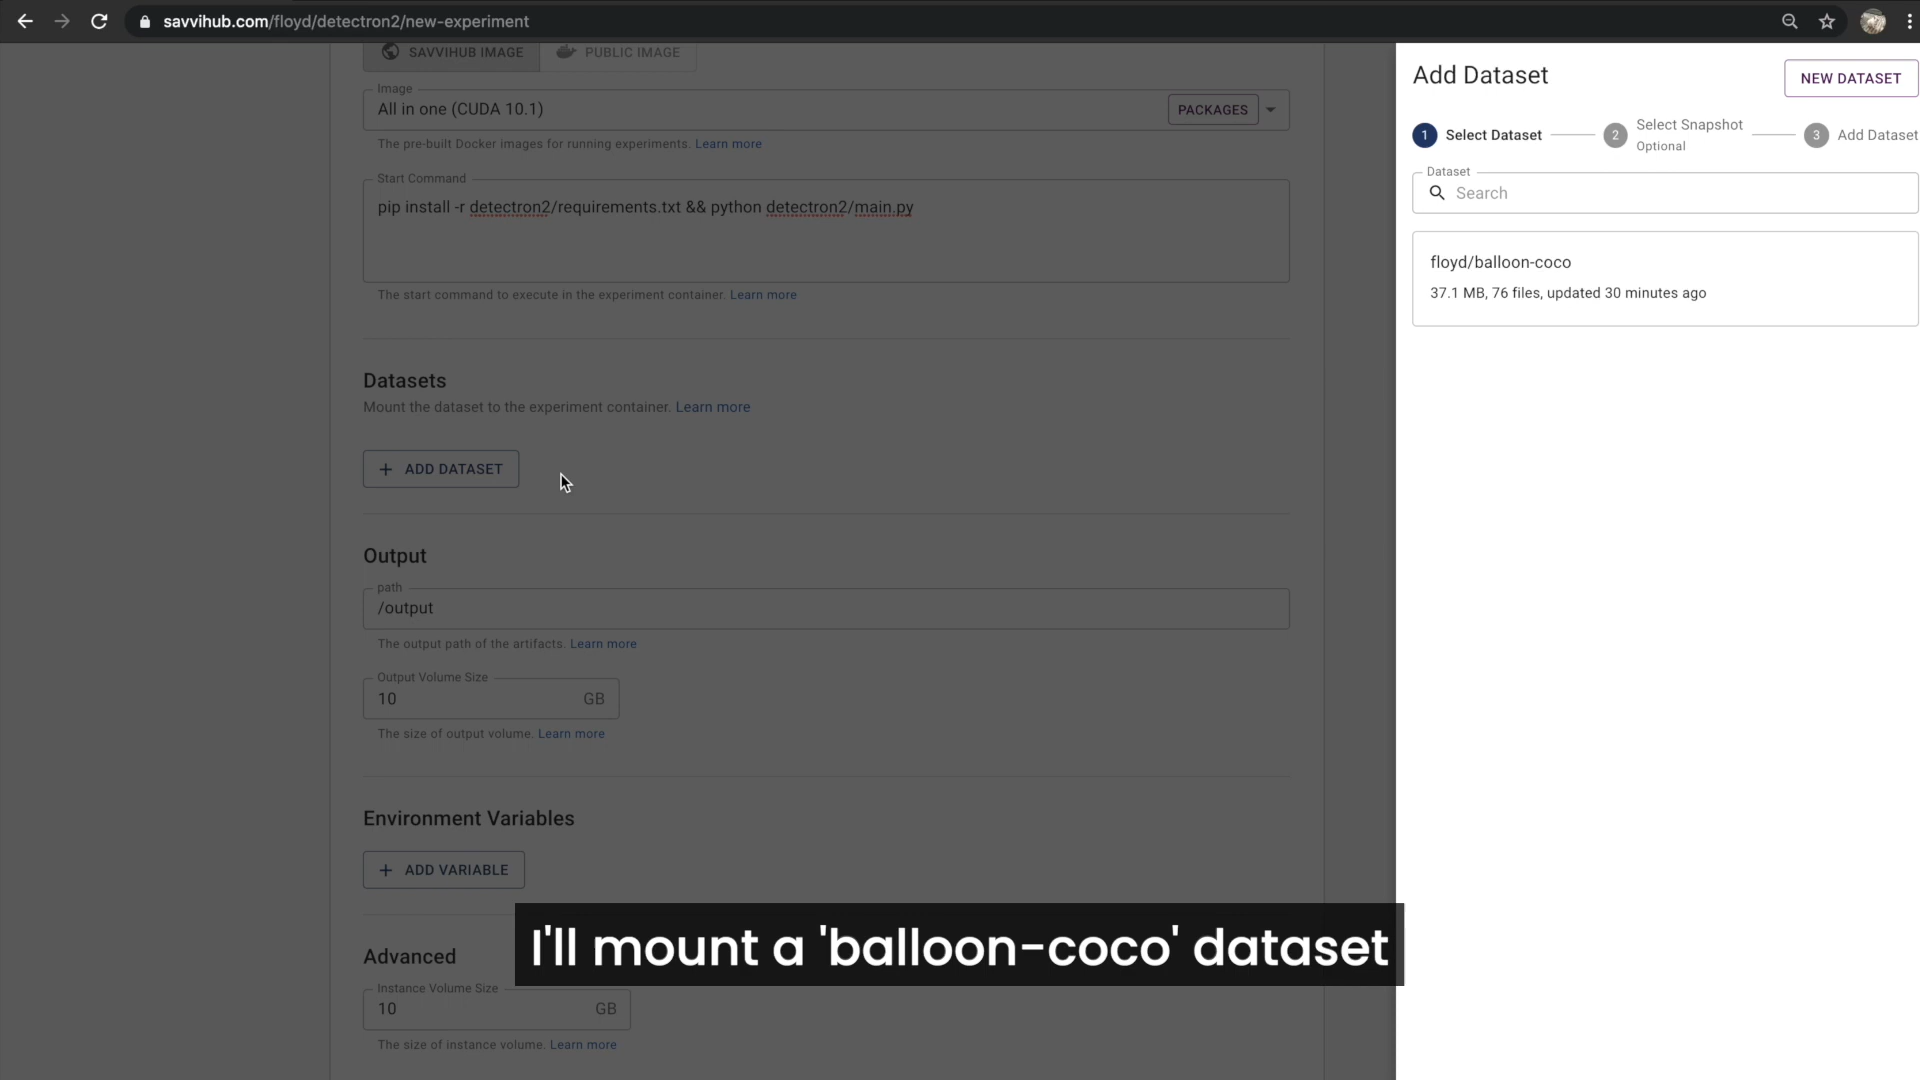 savvihub.com/floyd/detectron2/new-experiment
SAVVIHUB IMAGE
PUBLIC IMAGE
Image
All in one (CUDA 10.1)
PACKAGES
The pre-built Docker images for running experiments. Learn more
Start Command
pip install -r detectron2/requirements.txt && python detectron2/main.py
The start command to execute in the experiment container. Learn more
Datasets
Mount the dataset to the experiment container. Learn more
+ ADD DATASET
Output
path
/output
The output path of the artifacts. Learn more
Output Volume Size
10 GB
The size of output volume. Learn more
Environment Variables
+ ADD VARIABLE
Advanced
Instance Volume Size
10 GB
The size of instance volume. Learn more
Add Dataset
NEW DATASET
1 Select Dataset
2 Select Snapshot
Optional
3 Add Dataset
Dataset
Search
floyd/balloon-coco
37.1 MB, 76 files, updated 30 minutes ago
I'll mount a 'balloon-coco' dataset